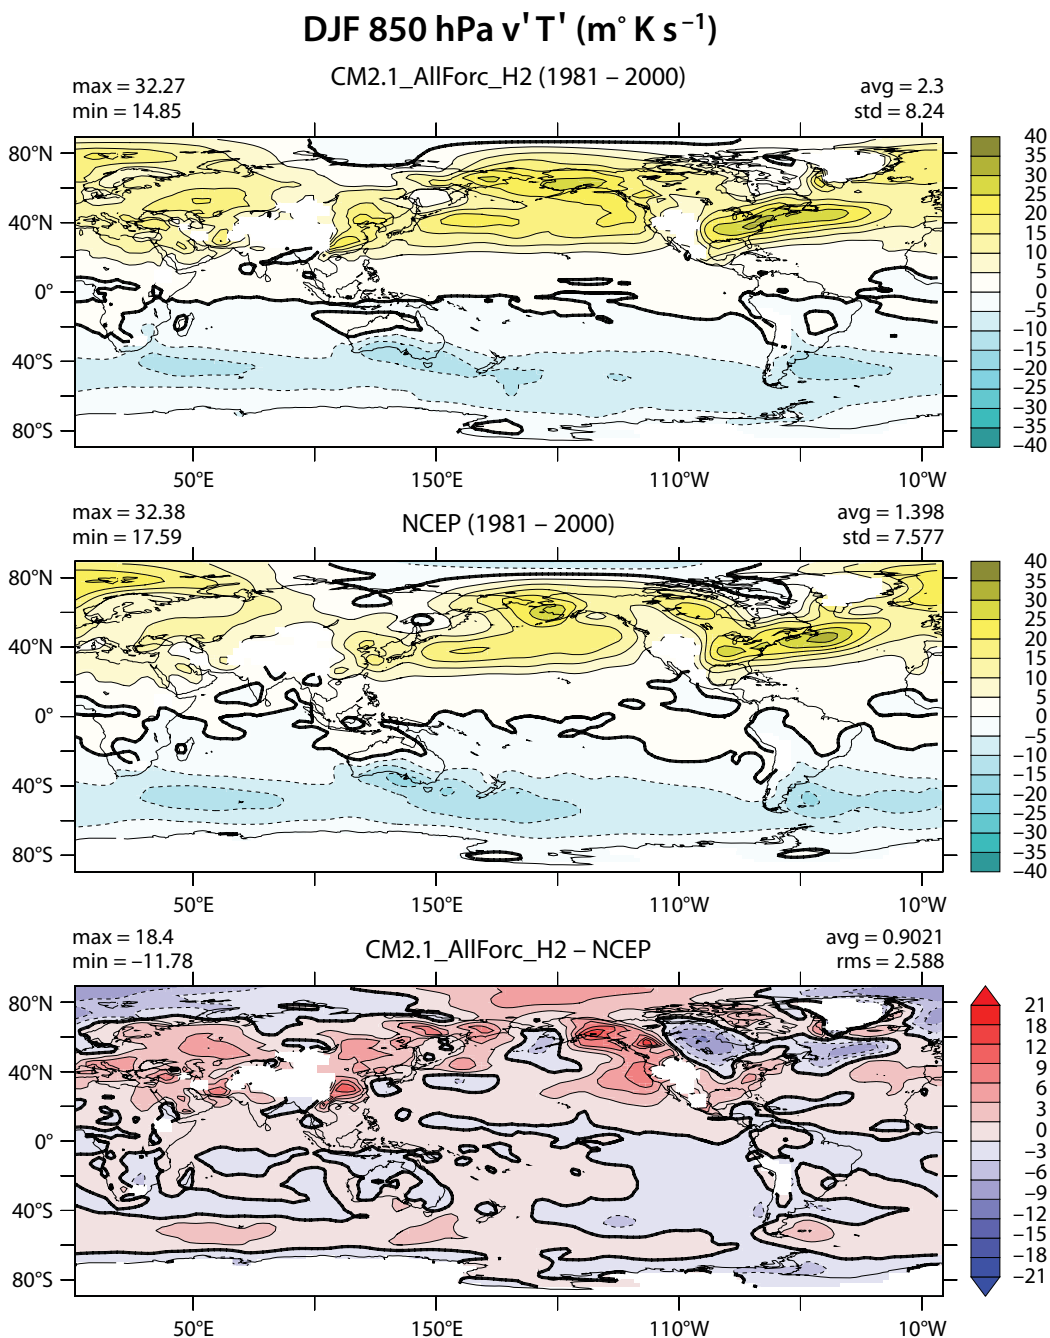 DJF 850 hPa v' T' (m° K s⁻¹)
CM2.1_AllForc_H2 (1981 – 2000)
max = 32.27
min = 14.85
avg = 2.3
std = 8.24
80°N
40°N
0°
40°S
80°S
50°E
150°E
110°W
10°W
40
35
30
25
20
15
10
5
0
–5
–10
–15
–20
–25
–30
–35
–40
NCEP (1981 – 2000)
max = 32.38
min = 17.59
avg = 1.398
std = 7.577
80°N
40°N
0°
40°S
80°S
50°E
150°E
110°W
10°W
40
35
30
25
20
15
10
5
0
–5
–10
–15
–20
–25
–30
–35
–40
CM2.1_AllForc_H2 – NCEP
max = 18.4
min = –11.78
avg = 0.9021
rms = 2.588
80°N
40°N
0°
40°S
80°S
50°E
150°E
110°W
10°W
21
18
12
9
6
3
0
–3
–6
–9
–12
–15
–18
–21